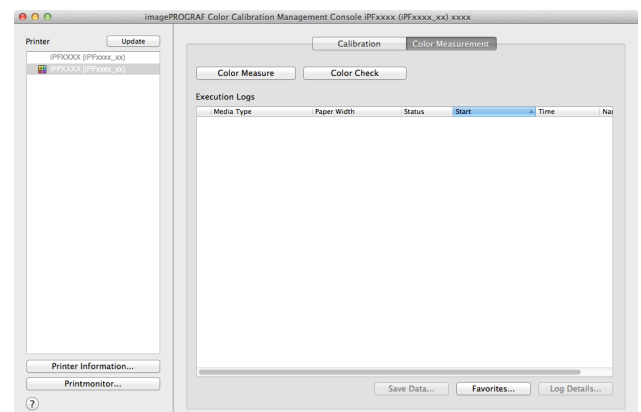 imagePROGRAF Color Calibration Management Console iPFxxxx (iPFxxxx_xx) xxxx
Printer
Update
iPFXXXX (iPFxxxx_xx)
iPFXXXX (iPFxxxx_xx)
Calibration
Color Measurement
Color Measure
Color Check
Execution Logs
Media Type
Paper Width
Status
Start
Time
Nai
Printer Information...
Printmonitor...
Save Data...
Favorites...
Log Details...
?